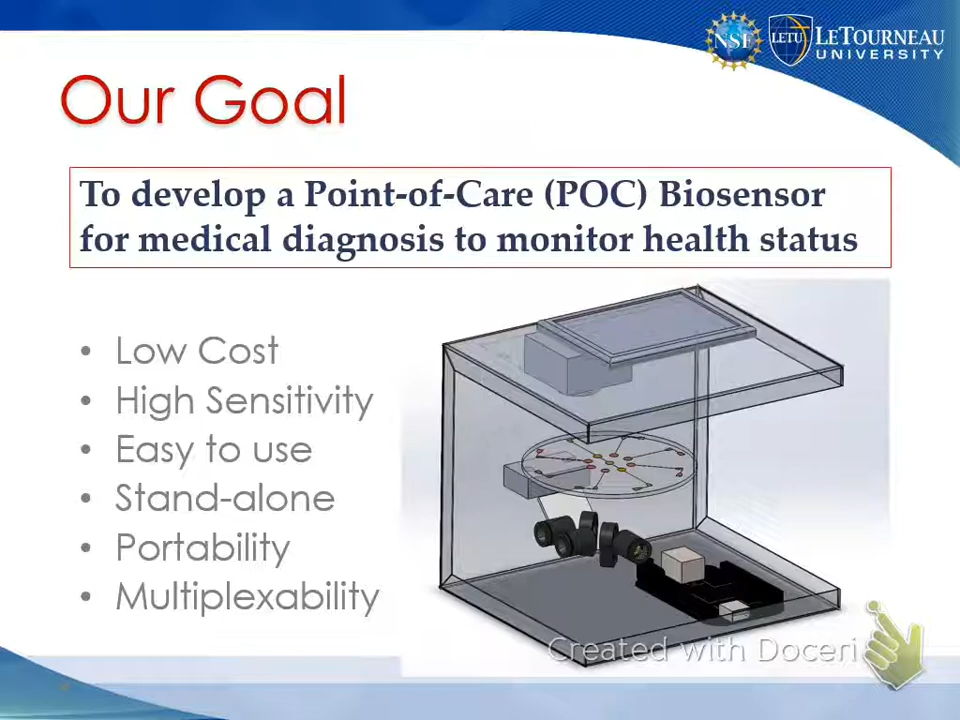 NSF
LETU
LETOURNEAU
UNIVERSITY
Our Goal
To develop a Point-of-Care (POC) Biosensor
for medical diagnosis to monitor health status
• Low Cost
• High Sensitivity
• Easy to use
• Stand-alone
• Portability
• Multiplexability
Created with Doceri